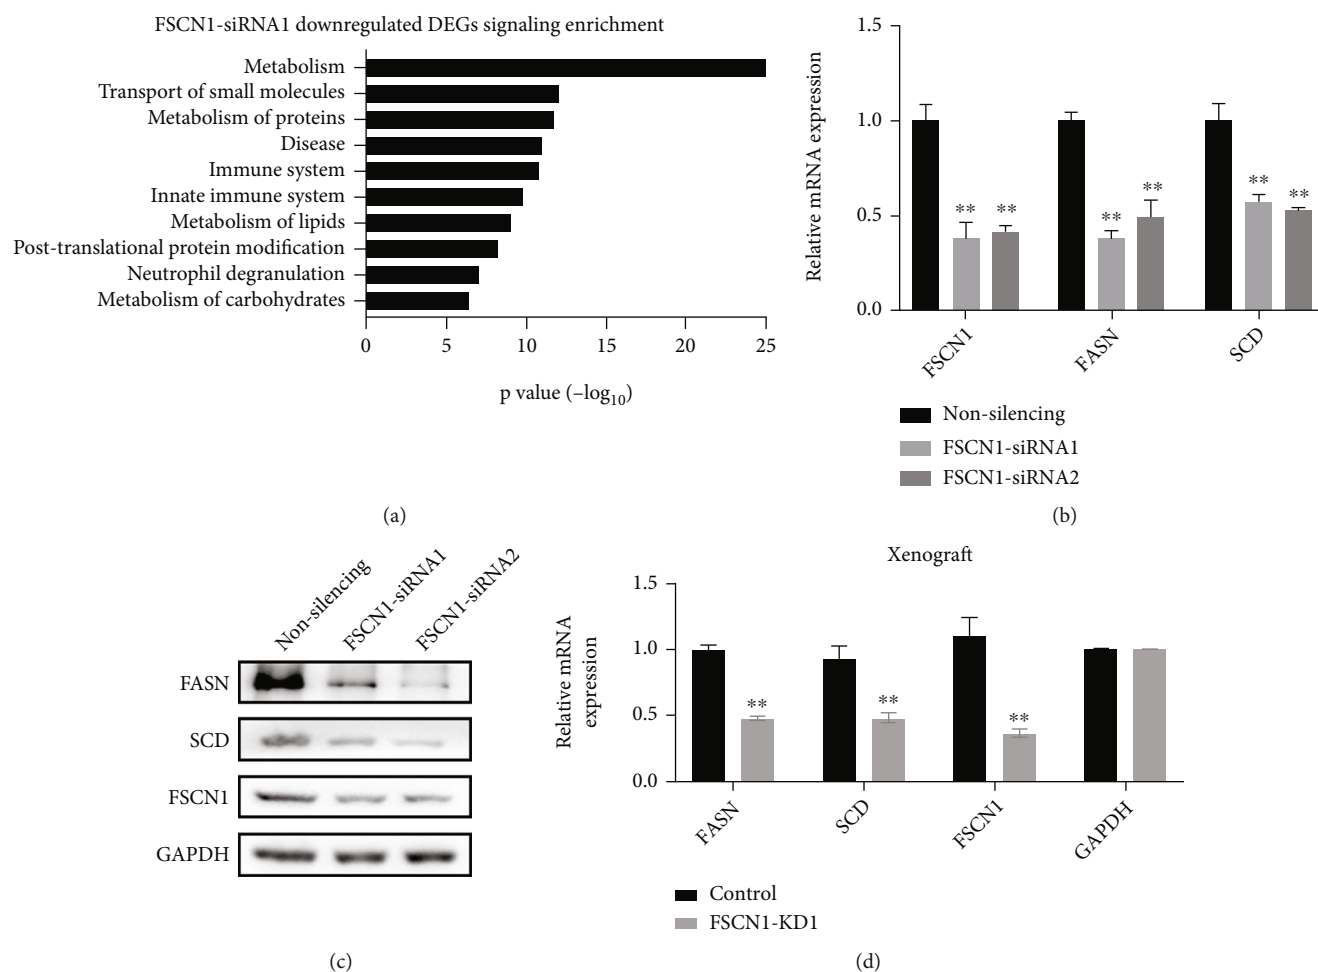 FSCN1-siRNA1 downregulated DEGs signaling enrichment
Metabolism
Transport of small molecules
Metabolism of proteins
Disease
Immune system
Innate immune system
Metabolism of lipids
Post-translational protein modification
Neutrophil degranulation
Metabolism of carbohydrates
0 5 10 15 20 25
p value (–log10)
(a)
Relative mRNA expression
1.5
1.0
0.5
0.0
** ** ** ** ** **
FSCN1 FASN SCD
Non-silencing
FSCN1-siRNA1
FSCN1-siRNA2
(b)
Non-silencing FSCN1-siRNA1 FSCN1-siRNA2
FASN
SCD
FSCN1
GAPDH
(c)
Xenograft
Relative mRNA
expression
1.5
1.0
0.5
0.0
** ** **
FASN SCD FSCN1 GAPDH
Control
FSCN1-KD1
(d)